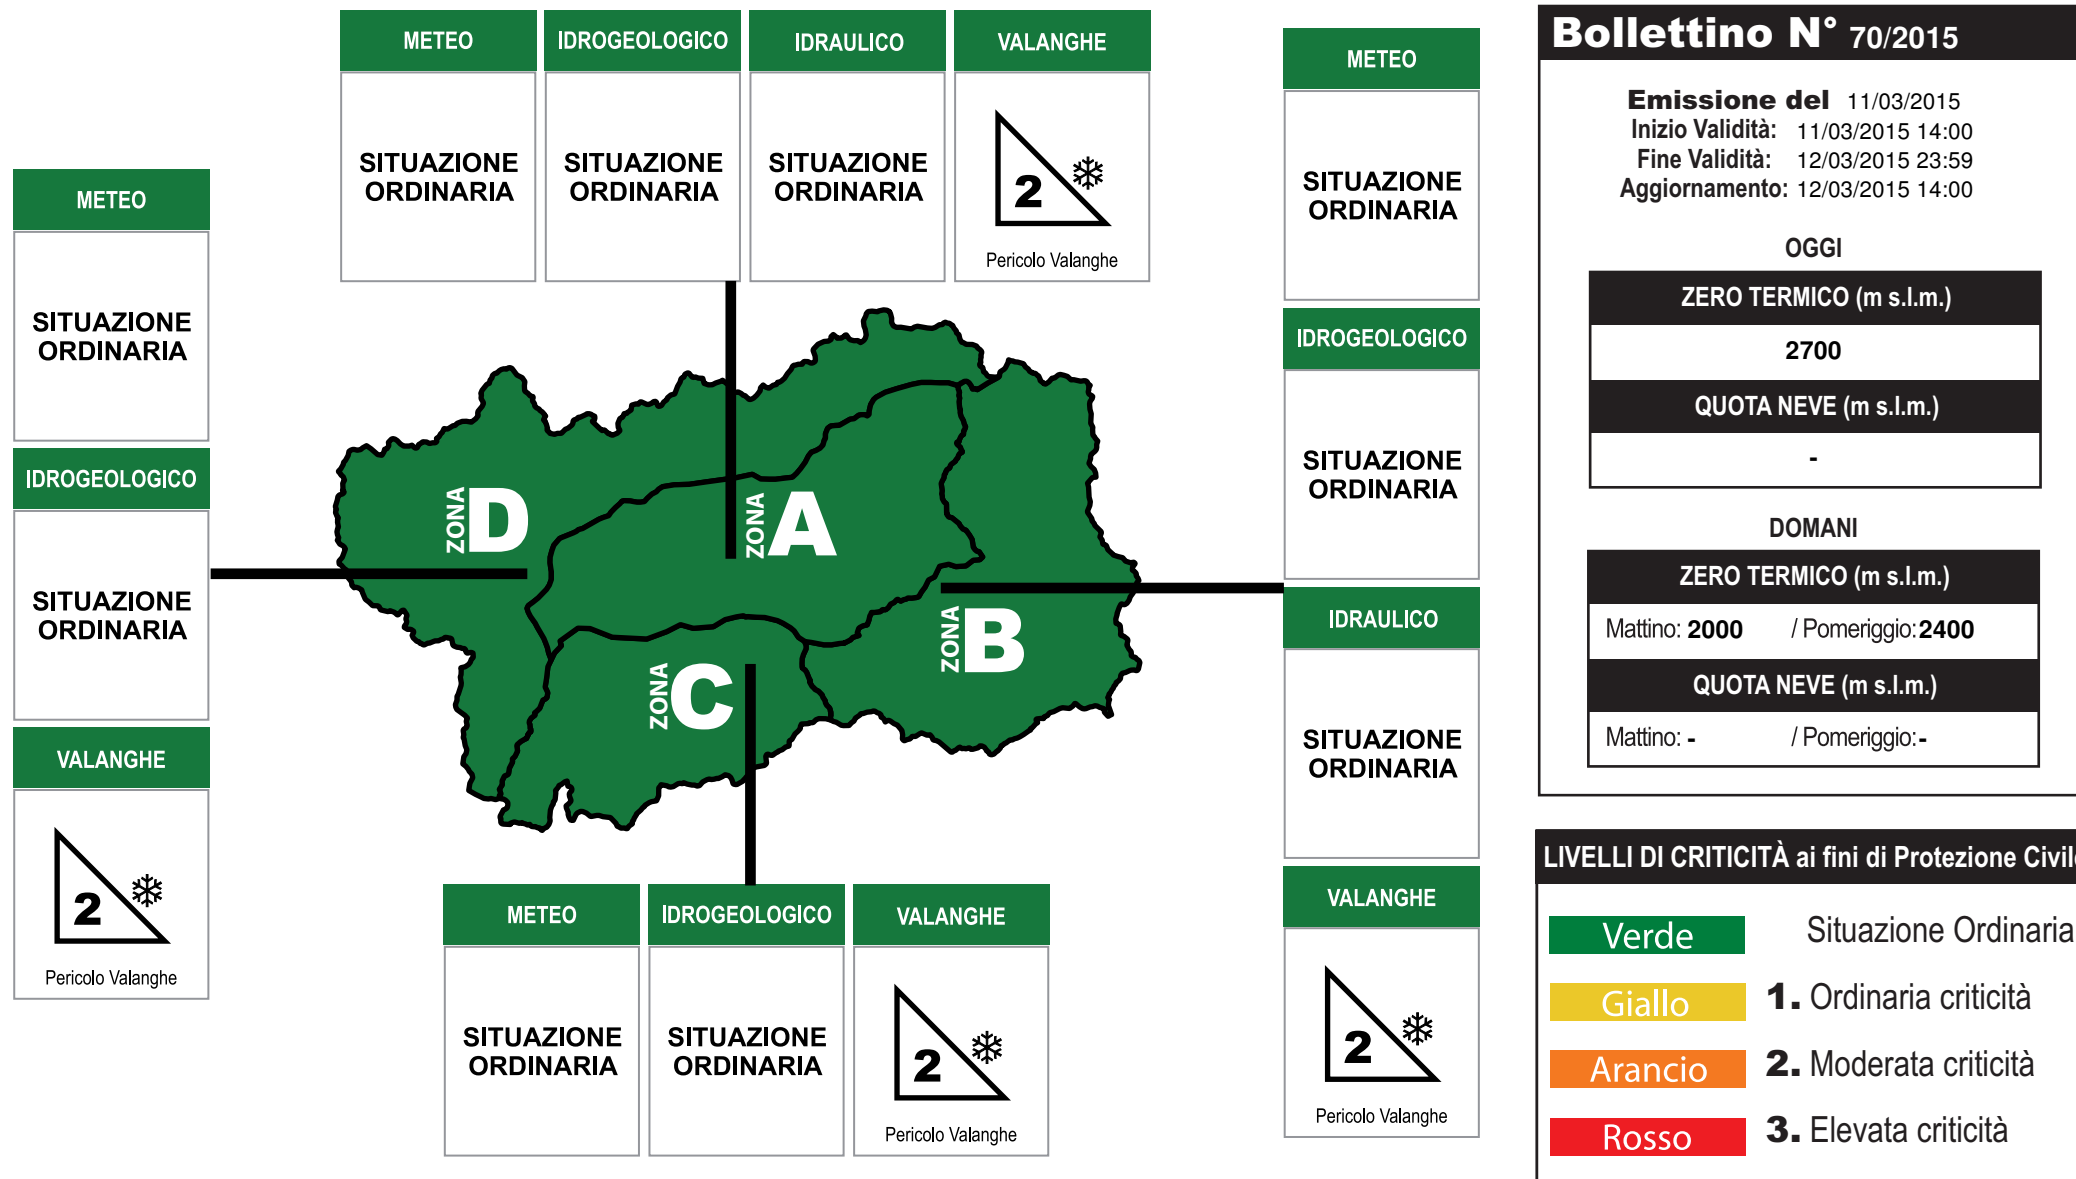 METEO
IDROGEOLOGICO
IDRAULICO
VALANGHE
SITUAZIONE
ORDINARIA
SITUAZIONE
ORDINARIA
SITUAZIONE
ORDINARIA
2
Pericolo Valanghe
METEO
SITUAZIONE
ORDINARIA
IDROGEOLOGICO
SITUAZIONE
ORDINARIA
VALANGHE
2
Pericolo Valanghe
ZONA D
ZONA A
ZONA B
ZONA C
METEO
SITUAZIONE
ORDINARIA
IDROGEOLOGICO
SITUAZIONE
ORDINARIA
IDRAULICO
SITUAZIONE
ORDINARIA
VALANGHE
2
Pericolo Valanghe
METEO
IDROGEOLOGICO
VALANGHE
SITUAZIONE
ORDINARIA
SITUAZIONE
ORDINARIA
2
Pericolo Valanghe
Bollettino N° 70/2015
Emissione del 11/03/2015
Inizio Validità: 11/03/2015 14:00
Fine Validità: 12/03/2015 23:59
Aggiornamento: 12/03/2015 14:00
OGGI
ZERO TERMICO (m s.l.m.)
2700
QUOTA NEVE (m s.l.m.)
-
DOMANI
ZERO TERMICO (m s.l.m.)
Mattino: 2000 / Pomeriggio: 2400
QUOTA NEVE (m s.l.m.)
Mattino: - / Pomeriggio: -
LIVELLI DI CRITICITÀ ai fini di Protezione Civile
Verde Situazione Ordinaria
Giallo 1. Ordinaria criticità
Arancio 2. Moderata criticità
Rosso 3. Elevata criticità